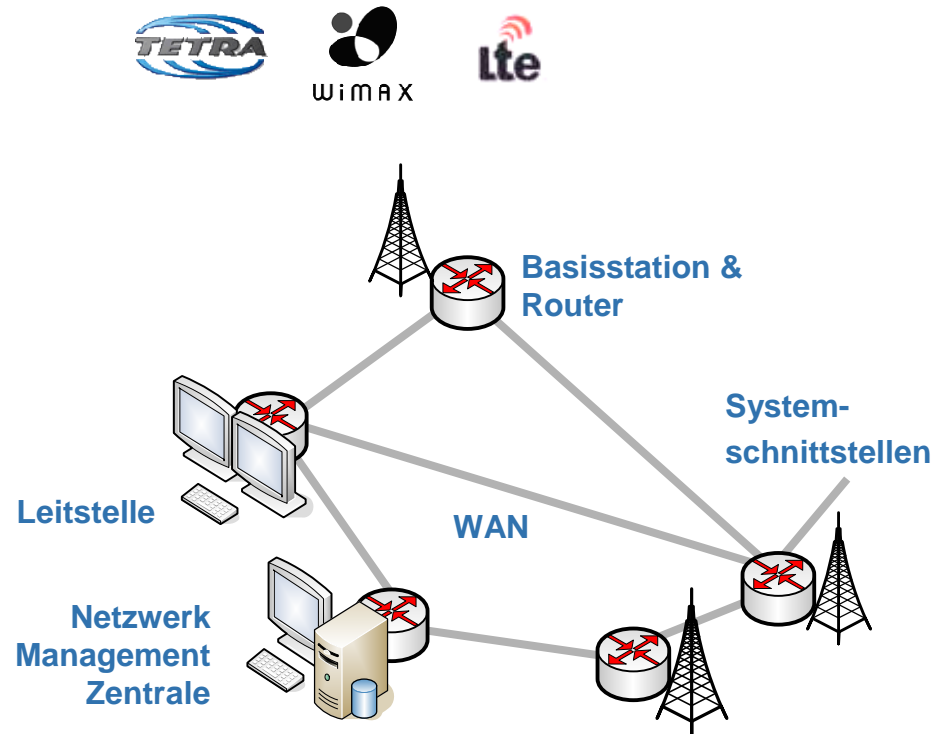 TETRA
WiMAX
Lte
Basisstation &
Router
System-
schnittstellen
Leitstelle
WAN
Netzwerk
Management
Zentrale